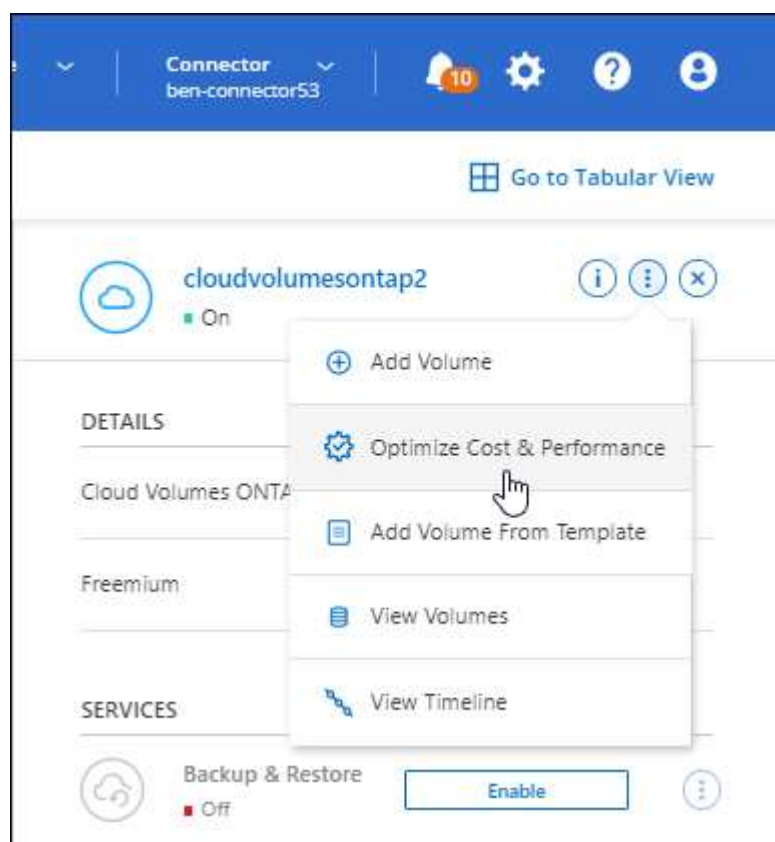 Connector
ben-connector53
10
Go to Tabular View
cloudvolumesontap2
On
Add Volume
DETAILS
Optimize Cost & Performance
Cloud Volumes ONTA
Add Volume From Template
Freemium
View Volumes
View Timeline
SERVICES
Backup & Restore
Enable
Off